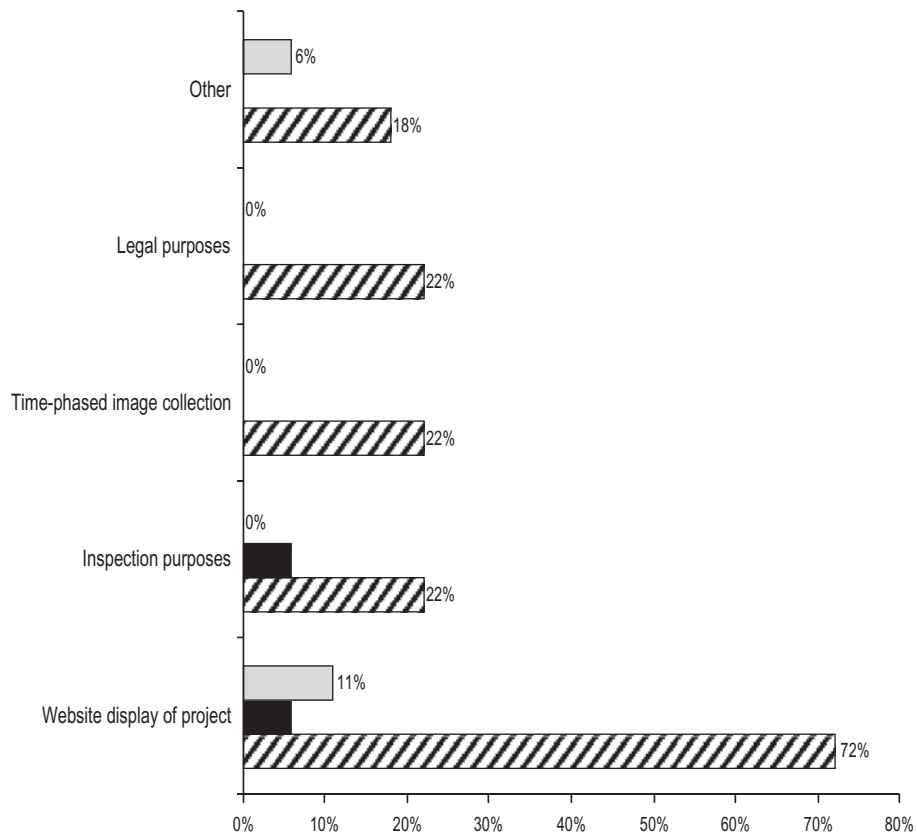 6%
Other
18%
0%
Legal purposes
22%
0%
Time-phased image collection
22%
0%
Inspection purposes
22%
11%
Website display of project
72%
0% 10% 20% 30% 40% 50% 60% 70% 80%